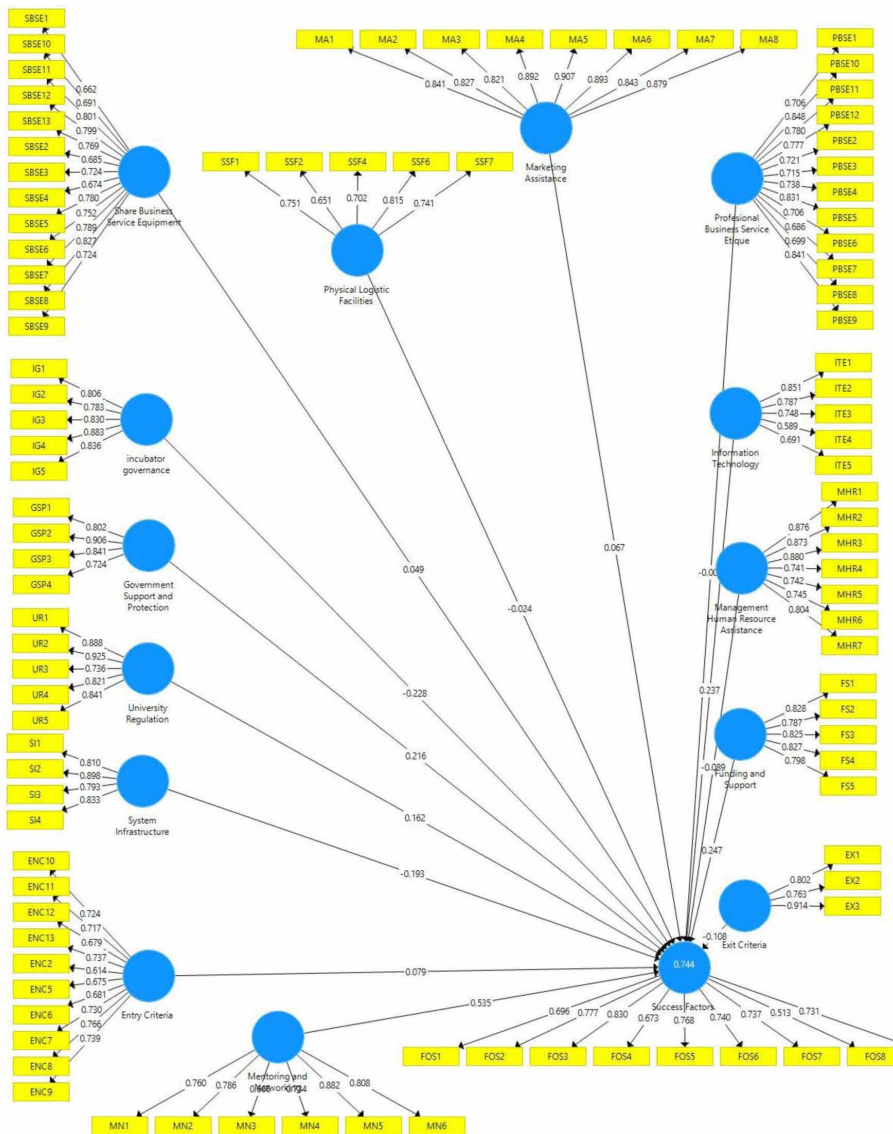 SBSE1
SBSE10
SBSE11
SBSE12
SBSE13
SBSE2
SBSE3
SBSE4
SBSE5
SBSE6
SBSE7
SBSE8
SBSE9
0.662
0.691
0.801
0.799
0.769
0.685
0.724
0.674
0.780
0.752
0.789
0.827
0.724
Share Business
Service Equipment
MA1 MA2 MA3 MA4 MA5 MA6 MA7 MA8
0.841 0.827 0.821 0.892 0.907 0.893 0.843 0.879
Marketing
Assistance
SSF1 SSF2 SSF4 SSF6 SSF7
0.751 0.651 0.702 0.815 0.741
Physical Logistic
Facilities
PBSE1
PBSE10
PBSE11
PBSE12
PBSE2
PBSE3
PBSE4
PBSE5
PBSE6
PBSE7
PBSE8
PBSE9
0.706
0.848
0.780
0.777
0.721
0.715
0.738
0.831
0.706
0.686
0.699
0.841
Profesional
Business Service
Etique
IG1
IG2
IG3
IG4
IG5
0.806
0.783
0.830
0.883
0.836
incubator
governance
ITE1
ITE2
ITE3
ITE4
ITE5
0.851
0.787
0.748
0.589
0.691
Information
Technology
GSP1
GSP2
GSP3
GSP4
0.802
0.906
0.841
0.724
Government
Support and
Protection
MHR1
MHR2
MHR3
MHR4
MHR5
MHR6
MHR7
0.876
0.873
0.880
0.741
0.742
0.745
0.804
Management
Human Resource
Assistance
UR1
UR2
UR3
UR4
UR5
0.888
0.925
0.736
0.821
0.841
University
Regulation
FS1
FS2
FS3
FS4
FS5
0.828
0.787
0.825
0.827
0.798
Funding and
Support
SI1
SI2
SI3
SI4
0.810
0.898
0.793
0.833
System
Infrastructure
EX1
EX2
EX3
0.802
0.763
0.914
Exit Criteria
ENC10
ENC11
ENC12
ENC13
ENC2
ENC5
ENC6
ENC7
ENC8
ENC9
0.724
0.717
0.679
0.737
0.614
0.675
0.681
0.730
0.766
0.739
Entry Criteria
0.049
0.067
-0.024
-0.228
0.216
0.162
-0.193
0.079
0.535
0.237
-0.089
0.247
-0.108
0.744
Success Factors
0.696 0.777 0.830 0.673 0.768 0.740 0.737 0.513 0.731
FOS1 FOS2 FOS3 FOS4 FOS5 FOS6 FOS7 FOS8
Mentoring and
Networking
0.760 0.786 0.882 0.808
MN1 MN2 MN3 MN4 MN5 MN6